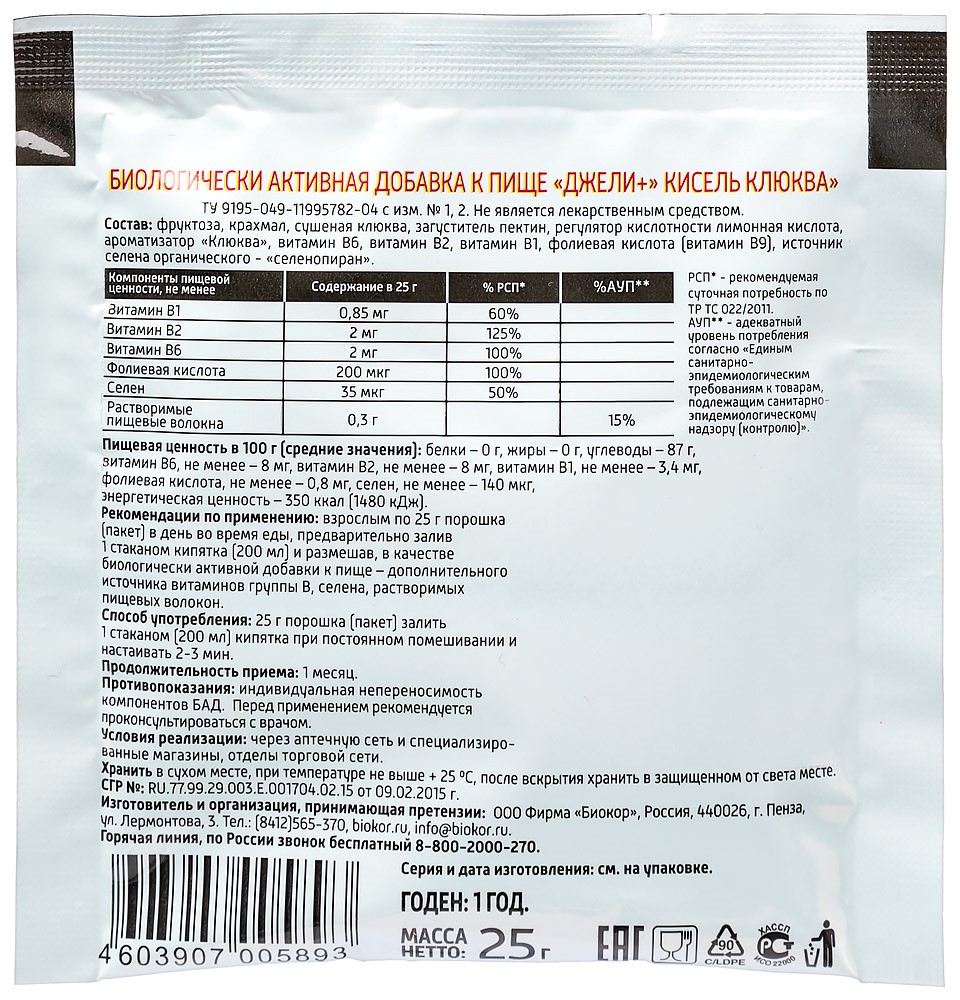 БИОЛОГИЧЕСКИ АКТИВНАЯ ДОБАВКА К ПИЩЕ «ДЖЕЛИ+» КИСЕЛЬ КЛЮКВА»
ТУ 9195-049-11995782-04 с изм. № 1, 2. Не является лекарственным средством.
Состав: фруктоза, крахмал, сушеная клюква, загуститель пектин, регулятор кислотности лимонная кислота,
ароматизатор «Клюква», витамин В6, витамин В2, витамин В1, фолиевая кислота (витамин В9), источник
селена органического - «селенопиран».
Компоненты пищевой ценности, не менее | Содержание в 25 г | % РСП* | %АУП**
Витамин В1 | 0,85 мг | 60%
Витамин В2 | 2 мг | 125%
Витамин В6 | 2 мг | 100%
Фолиевая кислота | 200 мкг | 100%
Селен | 35 мкг | 50%
Растворимые пищевые волокна | 0,3 г | 15%
РСП* - рекомендуемая
суточная потребность по
ТР ТС 022/2011.
АУП** - адекватный
уровень потребления
согласно «Единым
санитарно-
эпидемиологическим
требованиям к товарам,
подлежащим санитарно-
эпидемиологическому
надзору (контролю)».
Пищевая ценность в 100 г (средние значения): белки – 0 г, жиры – 0 г, углеводы – 87 г,
витамин В6, не менее – 8 мг, витамин В2, не менее – 8 мг, витамин В1, не менее – 3,4 мг,
фолиевая кислота, не менее – 0,8 мг, селен, не менее – 140 мкг,
энергетическая ценность – 350 ккал (1480 кДж).
Рекомендации по применению: взрослым по 25 г порошка
(пакет) в день во время еды, предварительно залив
1 стаканом кипятка (200 мл) и размешав, в качестве
биологически активной добавки к пище – дополнительного
источника витаминов группы В, селена, растворимых
пищевых волокон.
Способ употребления: 25 г порошка (пакет) залить
1 стаканом (200 мл) кипятка при постоянном помешивании и
настаивать 2-3 мин.
Продолжительность приема: 1 месяц.
Противопоказания: индивидуальная непереносимость
компонентов БАД. Перед применением рекомендуется
проконсультироваться с врачом.
Условия реализации: через аптечную сеть и специализиро-
ванные магазины, отделы торговой сети.
Хранить в сухом месте, при температуре не выше + 25 ºС, после вскрытия хранить в защищенном от света месте.
СГР №: RU.77.99.29.003.Е.001704.02.15 от 09.02.2015 г.
Изготовитель и организация, принимающая претензии: ООО Фирма «Биокор», Россия, 440026, г. Пенза,
ул. Лермонтова, 3. Тел.: (8412)565-370, biokor.ru, info@biokor.ru.
Горячая линия, по России звонок бесплатный 8-800-2000-270.
Серия и дата изготовления: см. на упаковке.
ГОДЕН: 1 ГОД.
МАССА НЕТТО: 25 г
4 603907 005893
EAC
90
C/LDPE
ХАССП
РСТ
ИСО 22000